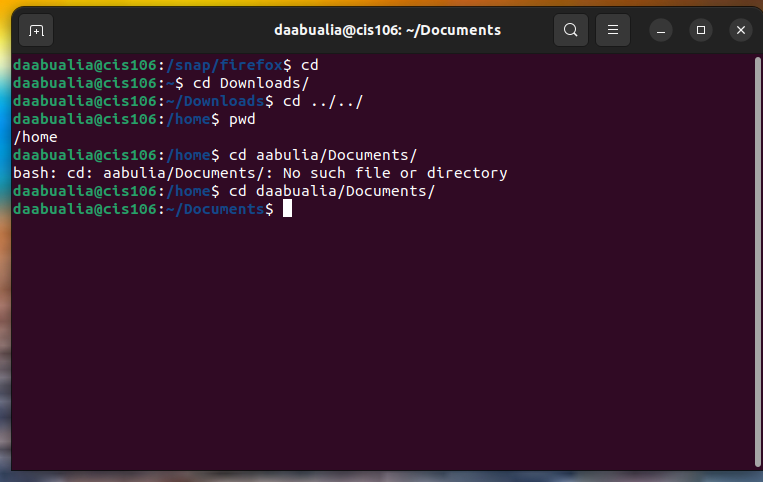 daabualia@cis106: ~/Documents
daabualia@cis106:/snap/firefox$ cd
daabualia@cis106:~$ cd Downloads/
daabualia@cis106:~/Downloads$ cd ../../
daabualia@cis106:/home$ pwd
/home
daabualia@cis106:/home$ cd aabulia/Documents/
bash: cd: aabulia/Documents/: No such file or directory
daabualia@cis106:/home$ cd daabualia/Documents/
daabualia@cis106:~/Documents$